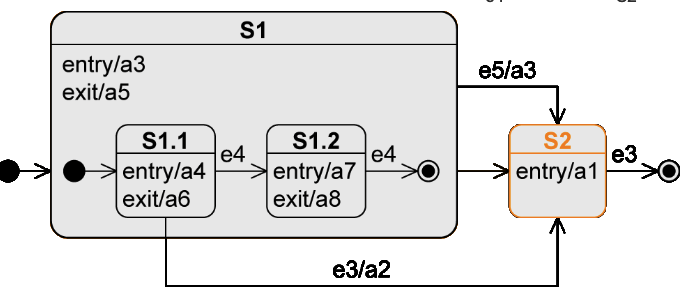 S1
entry/a3
exit/a5
e5/a3
S1.1
entry/a4
exit/a6
e4
S1.2
entry/a7
exit/a8
e4
S2
entry/a1
e3
e3/a2